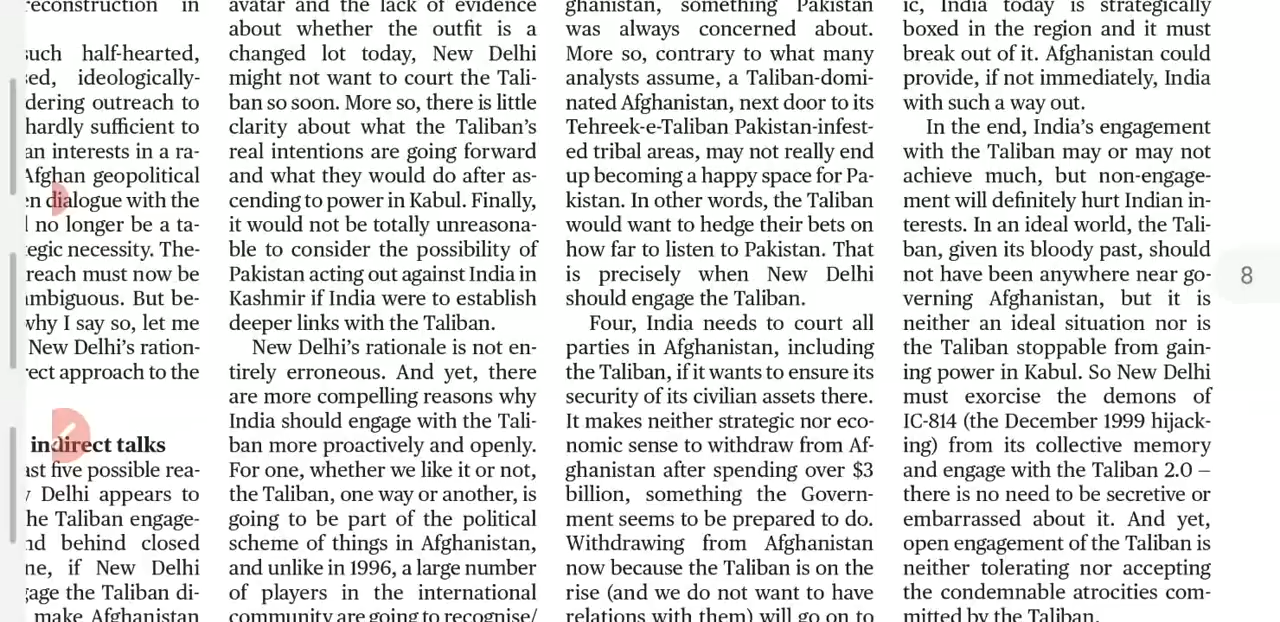 reconstruction in
such half-hearted,
ideologically-
outreach to
hardly sufficient to
an interests in a ra-
Afghan geopolitical
dialogue with the
no longer be a ta-
necessity. The-
reach must now be
ambiguous. But be-
why I say so, let me
New Delhi's ration-
approach to the
indirect talks
five possible rea-
Delhi appears to
the Taliban engage-
behind closed
if New Delhi
the Taliban di-
make Afghanistan
avatar and the lack of evidence
about whether the outfit is a
changed lot today, New Delhi
might not want to court the Tali-
ban so soon. More so, there is little
clarity about what the Taliban's
real intentions are going forward
and what they would do after as-
cending to power in Kabul. Finally,
it would not be totally unreasona-
ble to consider the possibility of
Pakistan acting out against India in
Kashmir if India were to establish
deeper links with the Taliban.
New Delhi's rationale is not en-
tirely erroneous. And yet, there
are more compelling reasons why
India should engage with the Tali-
ban more proactively and openly.
For one, whether we like it or not,
the Taliban, one way or another, is
going to be part of the political
scheme of things in Afghanistan,
and unlike in 1996, a large number
of players in the international
community are going to recognise/
ghanistan, something Pakistan
was always concerned about.
More so, contrary to what many
analysts assume, a Taliban-domi-
nated Afghanistan, next door to its
Tehreek-e-Taliban Pakistan-infest-
ed tribal areas, may not really end
up becoming a happy space for Pa-
kistan. In other words, the Taliban
would want to hedge their bets on
how far to listen to Pakistan. That
is precisely when New Delhi
should engage the Taliban.
Four, India needs to court all
parties in Afghanistan, including
the Taliban, if it wants to ensure its
security of its civilian assets there.
It makes neither strategic nor eco-
nomic sense to withdraw from Af-
ghanistan after spending over $3
billion, something the Govern-
ment seems to be prepared to do.
Withdrawing from Afghanistan
now because the Taliban is on the
rise (and we do not want to have
relations with them) will go on to
ic, India today is strategically
boxed in the region and it must
break out of it. Afghanistan could
provide, if not immediately, India
with such a way out.
In the end, India's engagement
with the Taliban may or may not
achieve much, but non-engage-
ment will definitely hurt Indian in-
terests. In an ideal world, the Tali-
ban, given its bloody past, should
not have been anywhere near go-
verning Afghanistan, but it is
neither an ideal situation nor is
the Taliban stoppable from gain-
ing power in Kabul. So New Delhi
must exorcise the demons of
IC-814 (the December 1999 hijack-
ing) from its collective memory
and engage with the Taliban 2.0 –
there is no need to be secretive or
embarrassed about it. And yet,
open engagement of the Taliban is
neither tolerating nor accepting
the condemnable atrocities com-
mitted by the Taliban.
8